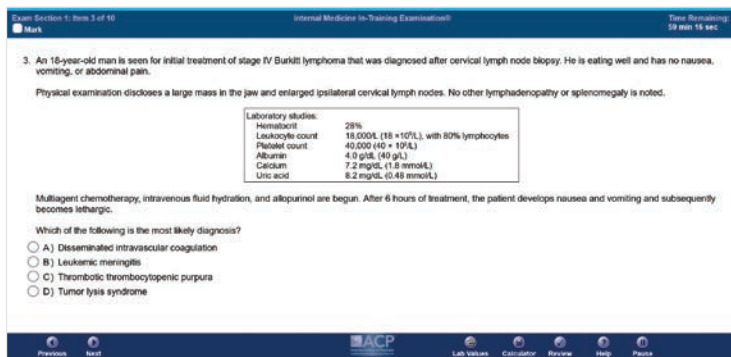 Exam Section 1: Item 3 of 10
Internal Medicine In-Training Examination®
Time Remaining:
59 min 16 sec
Mark
3. An 18-year-old man is seen for initial treatment of stage IV Burkitt lymphoma that was diagnosed after cervical lymph node biopsy. He is eating well and has no nausea,
vomiting, or abdominal pain.
Physical examination discloses a large mass in the jaw and enlarged ipsilateral cervical lymph nodes. No other lymphadenopathy or splenomegaly is noted.
Laboratory studies:
Hematocrit 28%
Leukocyte count 18,000/L (18 ×10⁹/L), with 80% lymphocytes
Platelet count 40,000 (40 × 10⁹/L)
Albumin 4.0 g/dL (40 g/L)
Calcium 7.2 mg/dL (1.8 mmol/L)
Uric acid 8.2 mg/dL (0.48 mmol/L)
Multiagent chemotherapy, intravenous fluid hydration, and allopurinol are begun. After 6 hours of treatment, the patient develops nausea and vomiting and subsequently
becomes lethargic.
Which of the following is the most likely diagnosis?
A) Disseminated intravascular coagulation
B) Leukemic meningitis
C) Thrombotic thrombocytopenic purpura
D) Tumor lysis syndrome
Previous Next ACP Lab Values Calculator Review Help Pause